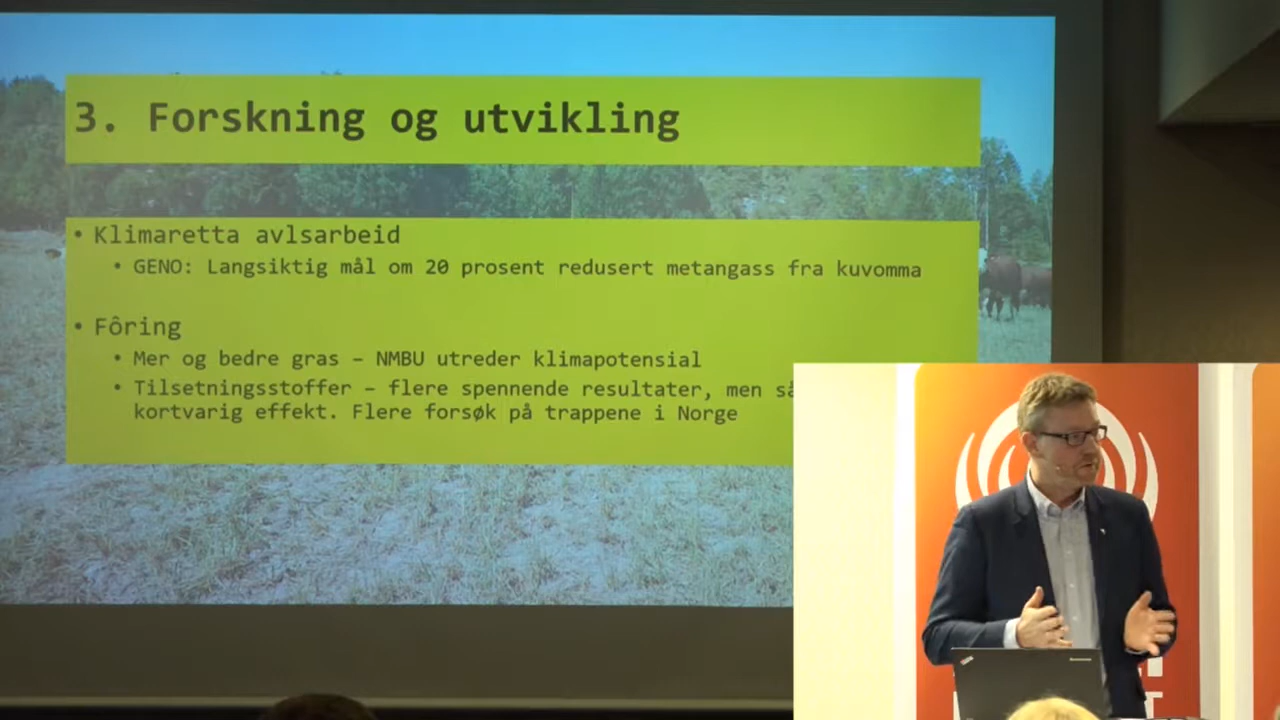 3. Forskning og utvikling
• Klimaretta avlsarbeid
• GENO: Langsiktig mål om 20 prosent redusert metangass fra kuvomma
• Fôring
• Mer og bedre gras – NMBU utreder klimapotensial
• Tilsetningsstoffer – flere spennende resultater, men
kortvarig effekt. Flere forsøk på trappene i Norge